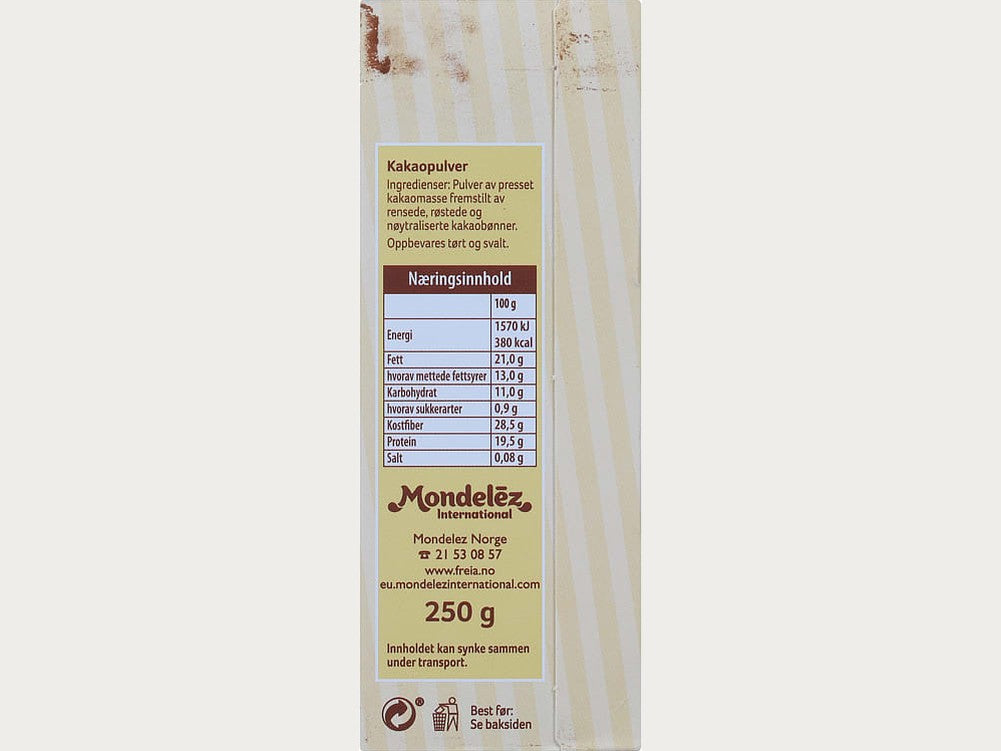 Kakaopulver
Ingredienser: Pulver av presset
kakaomasse fremstilt av
rensede, røstede og
nøytraliserte kakaobønner.
Oppbevares tørt og svalt.
Næringsinnhold
100 g
Energi 1570 kJ
380 kcal
Fett 21,0 g
hvorav mettede fettsyrer 13,0 g
Karbohydrat 11,0 g
hvorav sukkerarter 0,9 g
Kostfiber 28,5 g
Protein 19,5 g
Salt 0,08 g
Mondelēz
International
Mondelez Norge
☎ 21 53 08 57
www.freia.no
eu.mondelezinternational.com
250 g
Innholdet kan synke sammen
under transport.
®
Best før:
Se baksiden